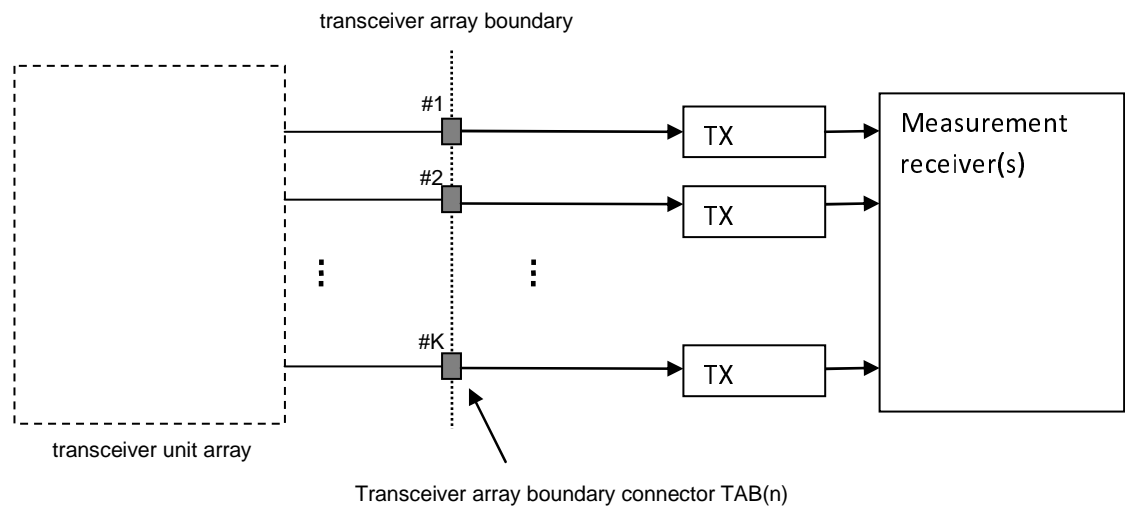 transceiver array boundary
#1
TX
Measurement
receiver(s)
#2
TX
#K
TX
transceiver unit array
Transceiver array boundary connector TAB(n)